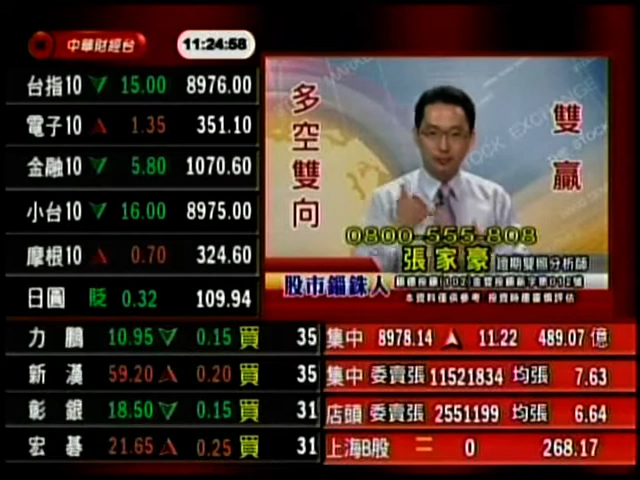 中華財經台 11:24:58
台指10 15.00 8976.00
電子10 1.35 351.10
金融10 5.80 1070.60
小台10 16.00 8975.00
摩根10 0.70 324.60
日圓 貶 0.32 109.94
多空雙向
雙贏
0800-555-808
張家豪 證期雙照分析師
股市錙銖人
本資料僅供參考 投資時應審慎評估
力鵬 10.95 0.15 買 35
新漢 59.20 0.20 買 35
彰銀 18.50 0.15 買 31
宏碁 21.65 0.25 買 31
集中 8978.14 11.22 489.07億
集中 委賣張 11521834 均張 7.63
店頭 委賣張 2551199 均張 6.64
上海B股 0 268.17